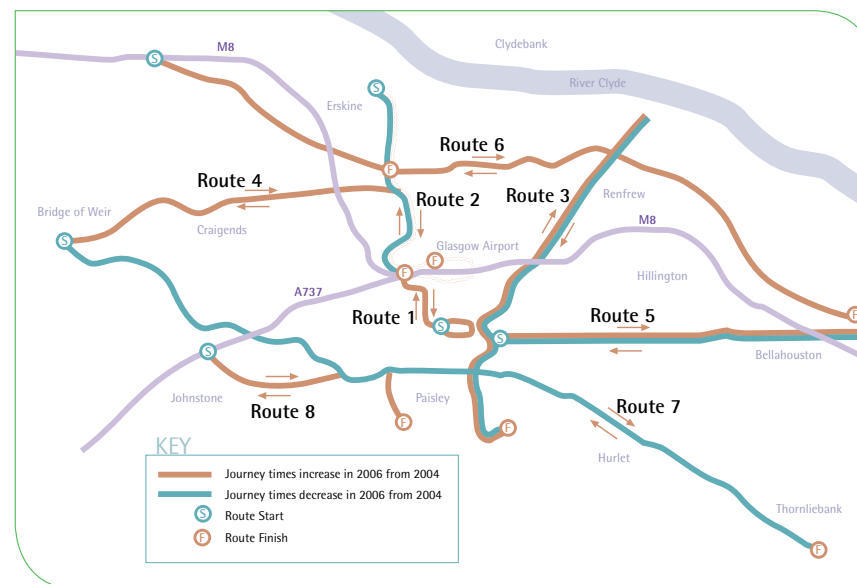 M8
Clydebank
River Clyde
S
S
Erskine
Route 6
F
Route 4
Route 3
Renfrew
Route 2
Bridge of Weir
Craigends
M8
S
Glasgow Airport
F
F
Hillington
A737
Route 1
S
Route 5
F
S
Bellahouston
S
Johnstone
Route 8
Paisley
Route 7
F
F
Hurlet
KEY
Journey times increase in 2006 from 2004
Journey times decrease in 2006 from 2004
S Route Start
F Route Finish
Thornliebank
F